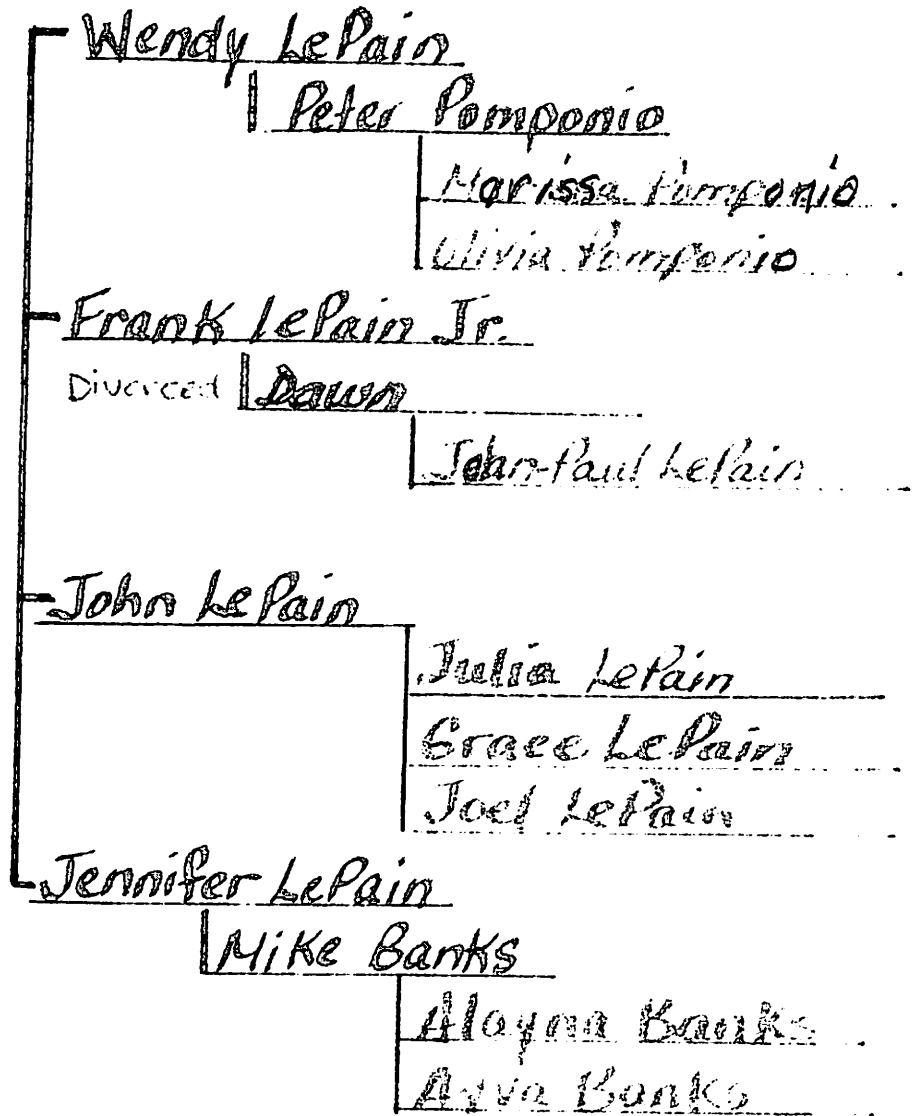 Wendy LePain
Peter Pomponio
Marissa Pomponio
Olivia Pomponio
Frank LePain Jr.
Divorced Dawn
John-Paul LePain
John LePain
Julia LePain
Grace LePain
Joel LePain
Jennifer LePain
Mike Banks
Alayna Banks
Ayva Banks